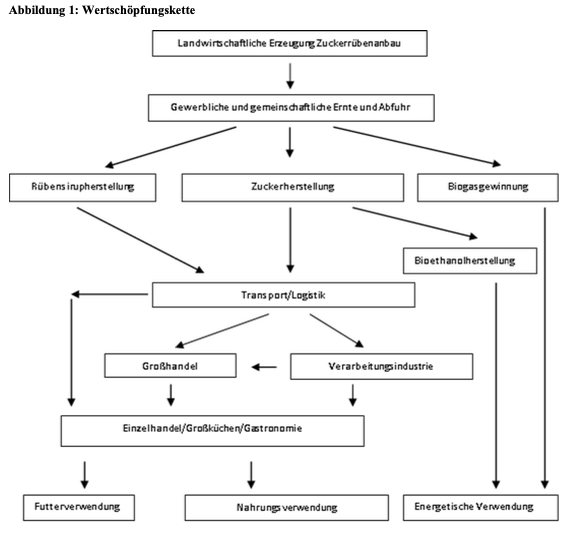 Abbildung 1: Wertschöpfungskette
Landwirtschaftliche Erzeugung Zuckerrübenanbau
Gewerbliche und gemeinschaftliche Ernte und Abfuhr
Rübensirupherstellung
Zuckerherstellung
Biogasgewinnung
Bioethanolherstellung
Transport/Logistik
Großhandel
Verarbeitungsindustrie
Einzelhandel/Großküchen/Gastronomie
Futterverwendung
Nahrungsverwendung
Energetische Verwendung